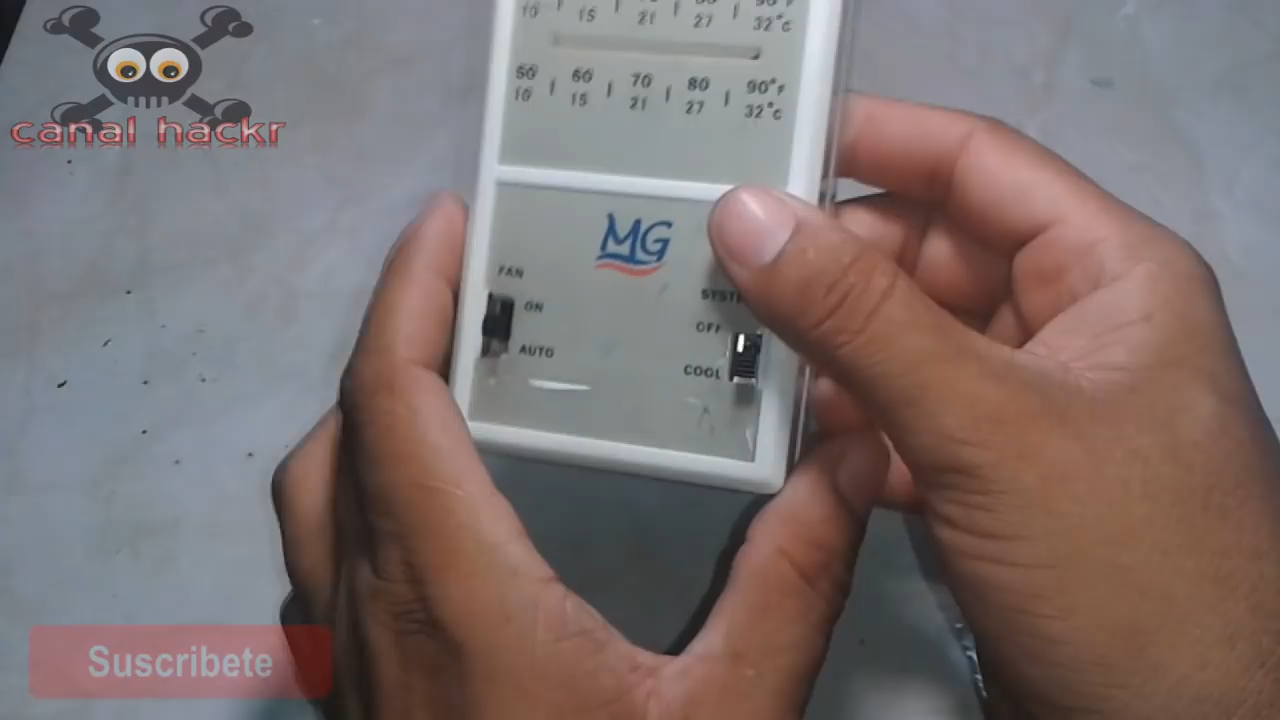 10 15 21 27 32°C
50 60 70 80 90°F
10 15 21 27 32°C
canal hackr
MG
FAN
ON
AUTO
OFF
COOL
Suscribete